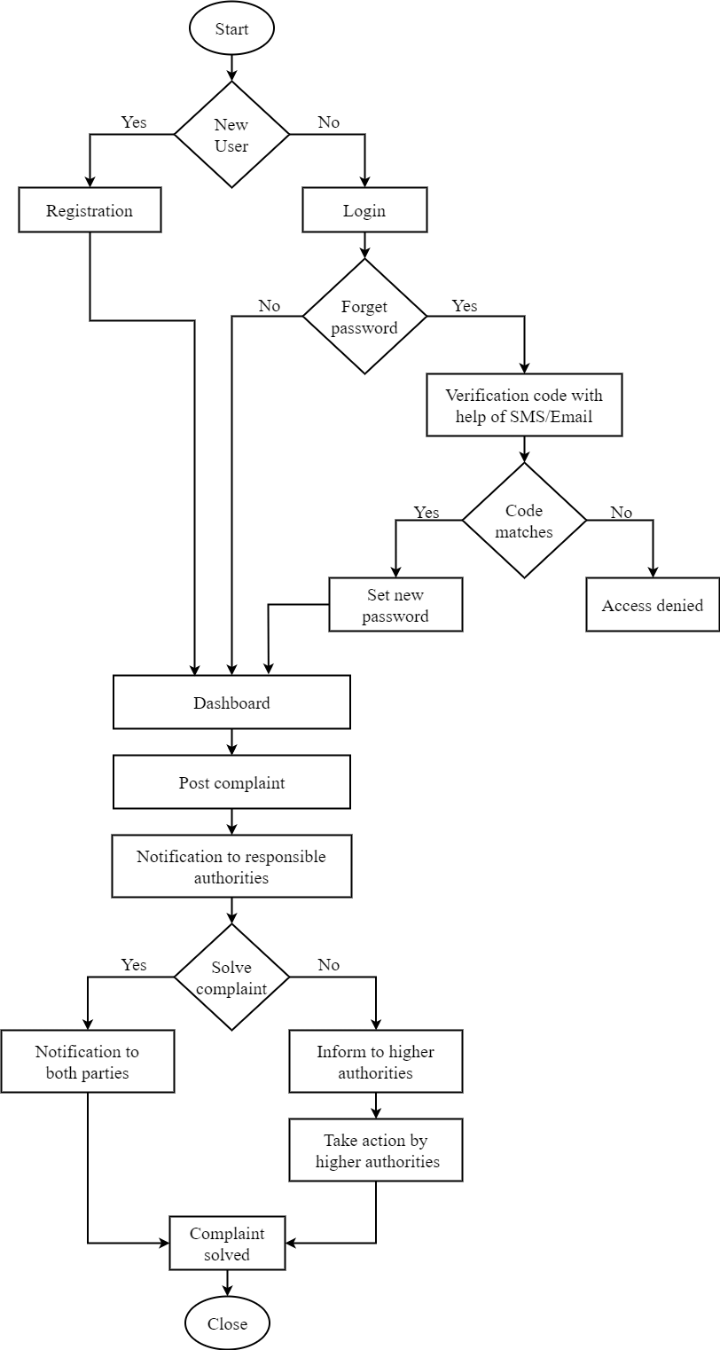 Start
Yes
No
New
User
Registration
Login
No
Forget
password
Yes
Verification code with
help of SMS/Email
Yes
Code
matches
No
Set new
password
Access denied
Dashboard
Post complaint
Notification to responsible
authorities
Yes
Solve
complaint
No
Notification to
both parties
Inform to higher
authorities
Take action by
higher authorities
Complaint
solved
Close